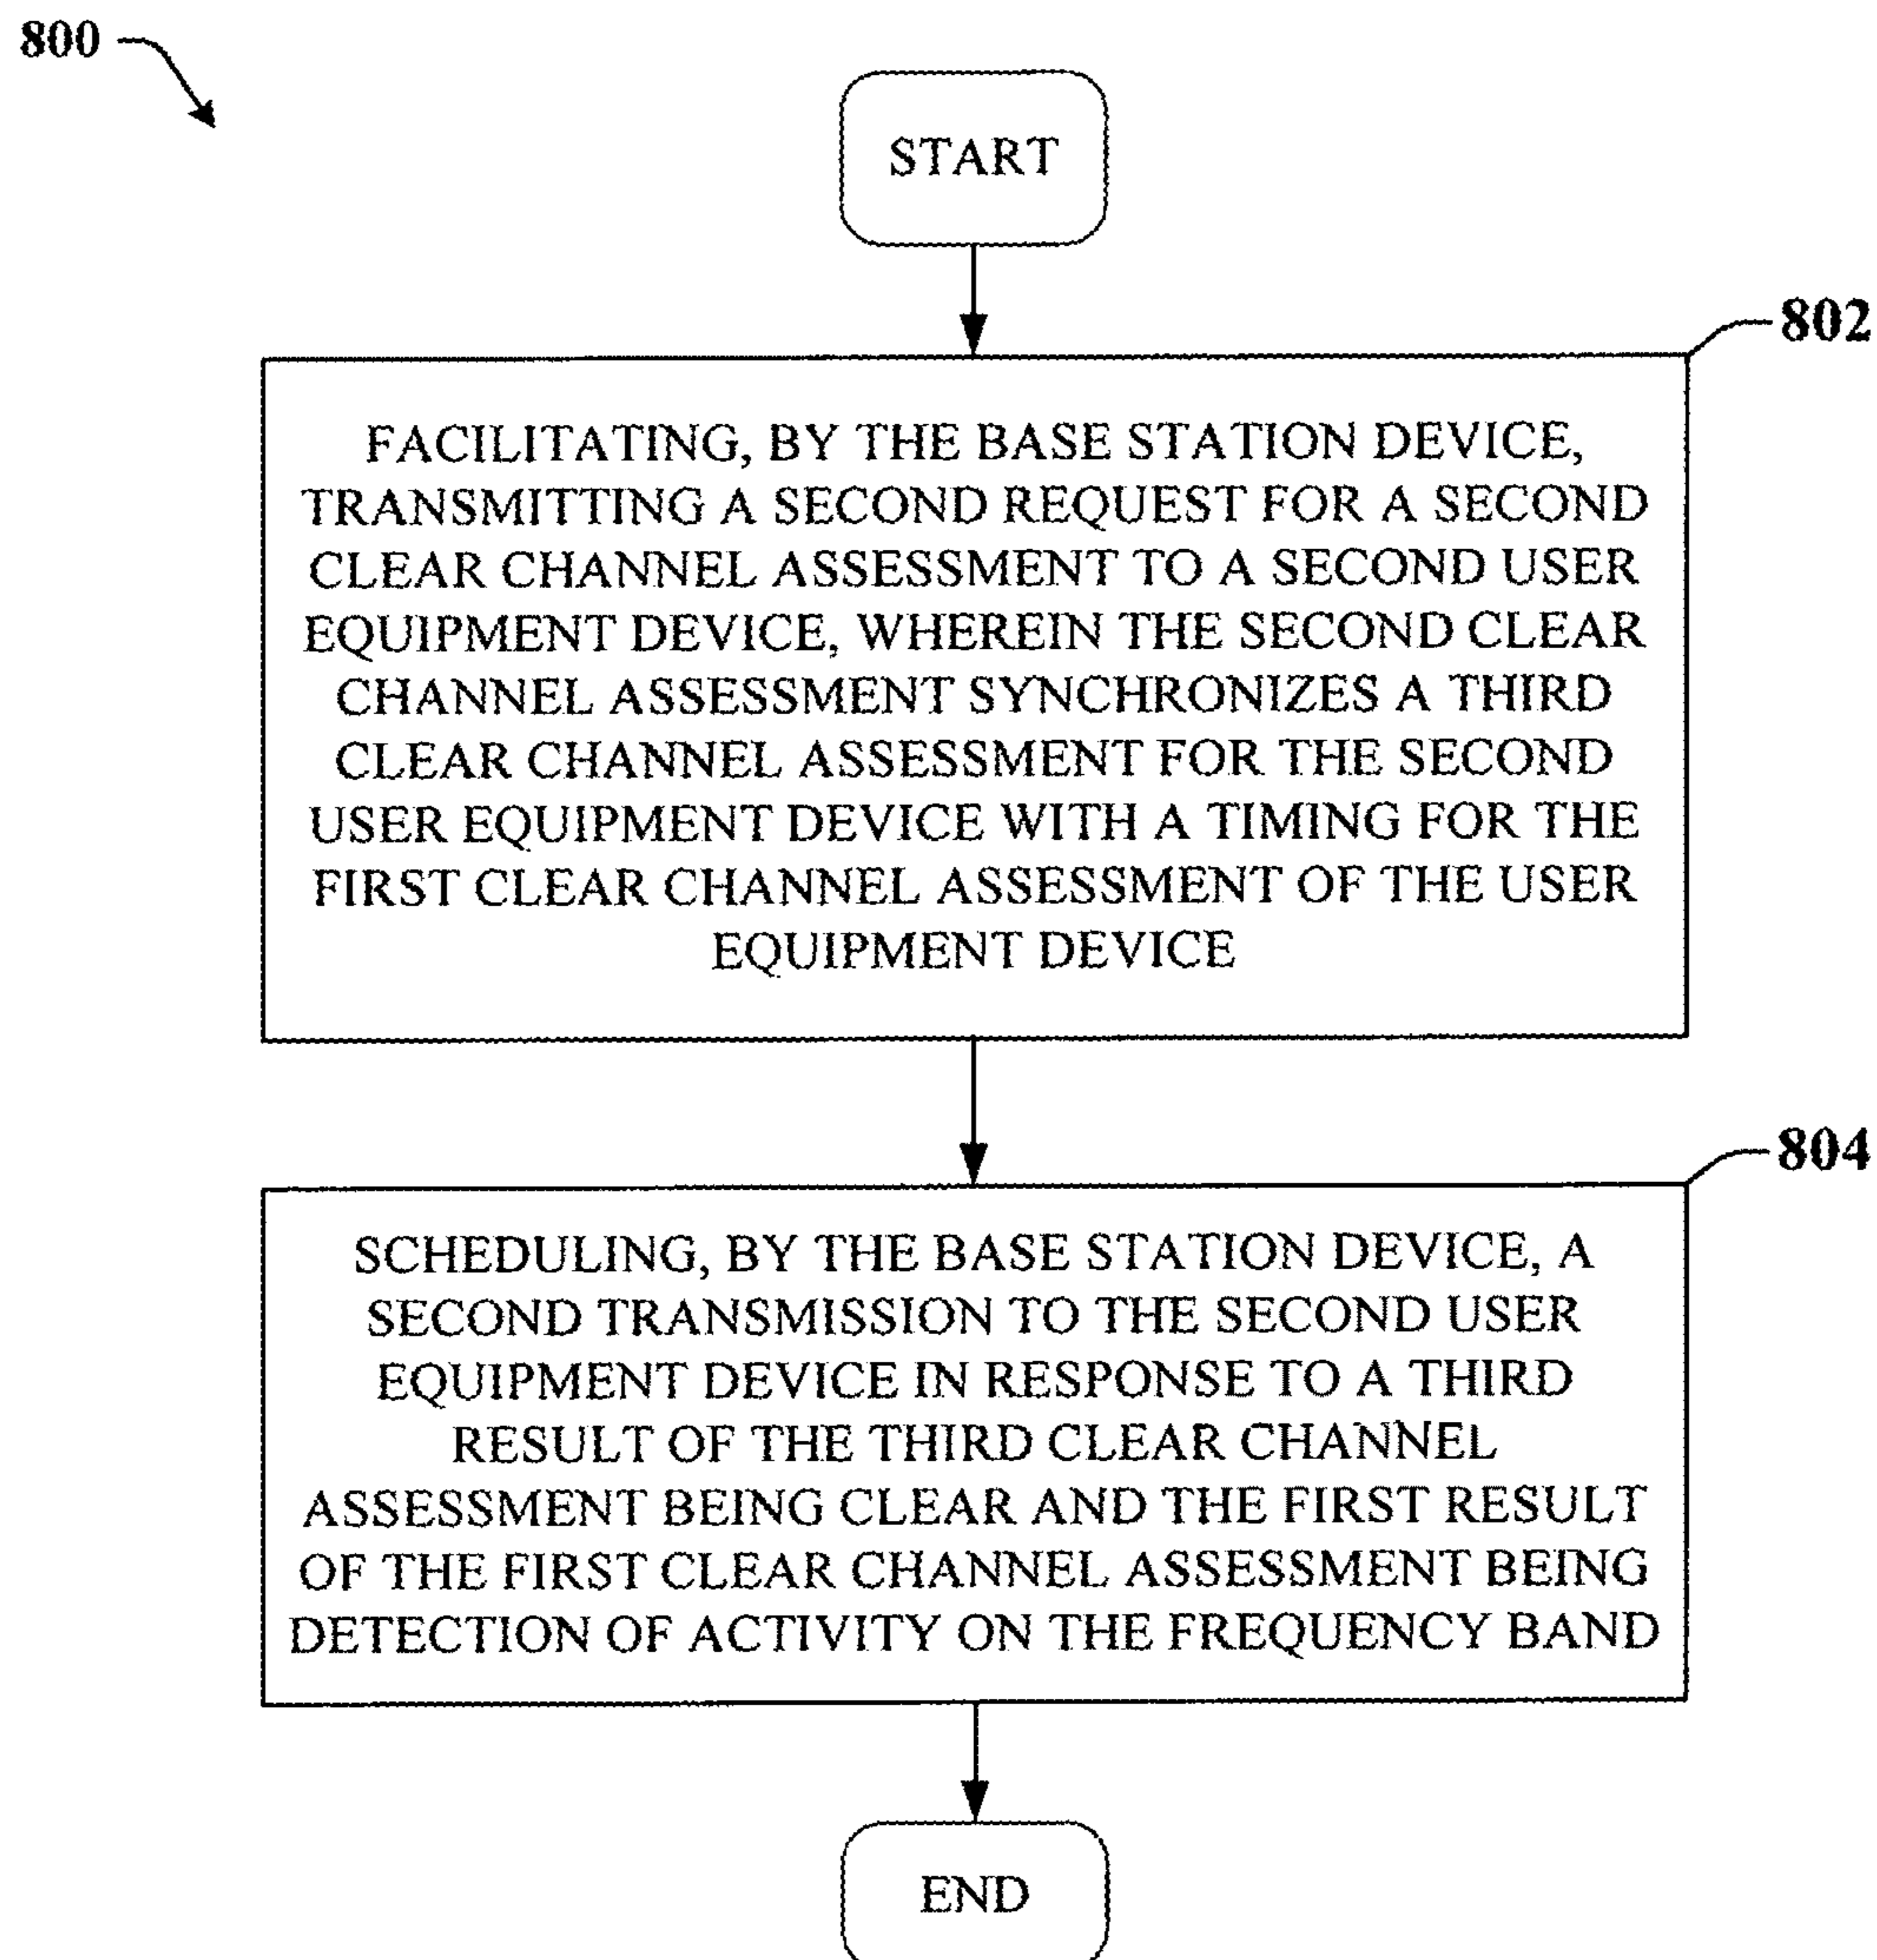 800
START
802
FACILITATING, BY THE BASE STATION DEVICE,
TRANSMITTING A SECOND REQUEST FOR A SECOND
CLEAR CHANNEL ASSESSMENT TO A SECOND USER
EQUIPMENT DEVICE, WHEREIN THE SECOND CLEAR
CHANNEL ASSESSMENT SYNCHRONIZES A THIRD
CLEAR CHANNEL ASSESSMENT FOR THE SECOND
USER EQUIPMENT DEVICE WITH A TIMING FOR THE
FIRST CLEAR CHANNEL ASSESSMENT OF THE USER
EQUIPMENT DEVICE
804
SCHEDULING, BY THE BASE STATION DEVICE, A
SECOND TRANSMISSION TO THE SECOND USER
EQUIPMENT DEVICE IN RESPONSE TO A THIRD
RESULT OF THE THIRD CLEAR CHANNEL
ASSESSMENT BEING CLEAR AND THE FIRST RESULT
OF THE FIRST CLEAR CHANNEL ASSESSMENT BEING
DETECTION OF ACTIVITY ON THE FREQUENCY BAND
END